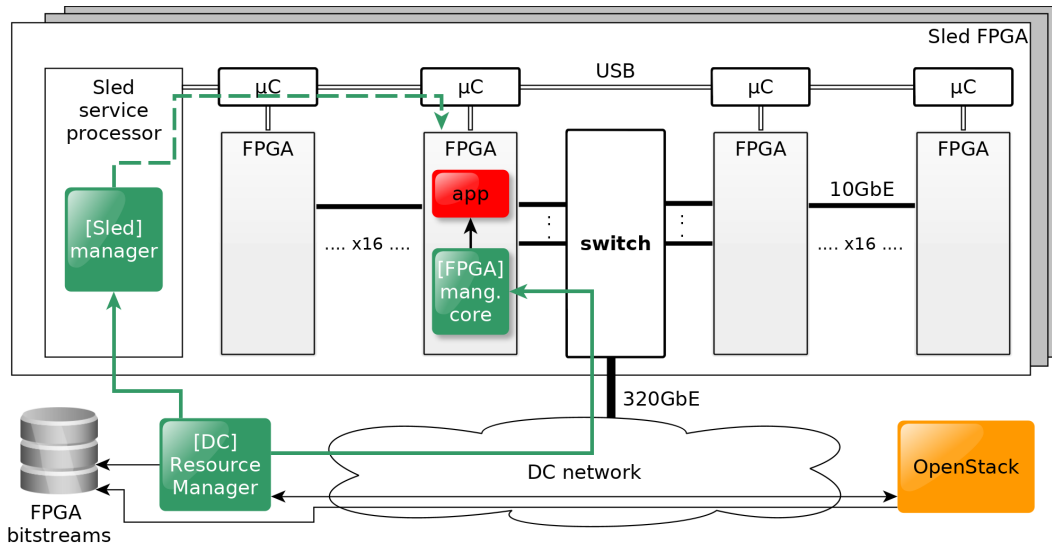 Sled FPGA
Sled
service
processor
μC
μC
USB
μC
μC
FPGA
FPGA
FPGA
FPGA
app
10GbE
[Sled]
manager
.... x16 ....
switch
.... x16 ....
[FPGA]
mang.
core
320GbE
[DC]
Resource
Manager
DC network
OpenStack
FPGA
bitstreams